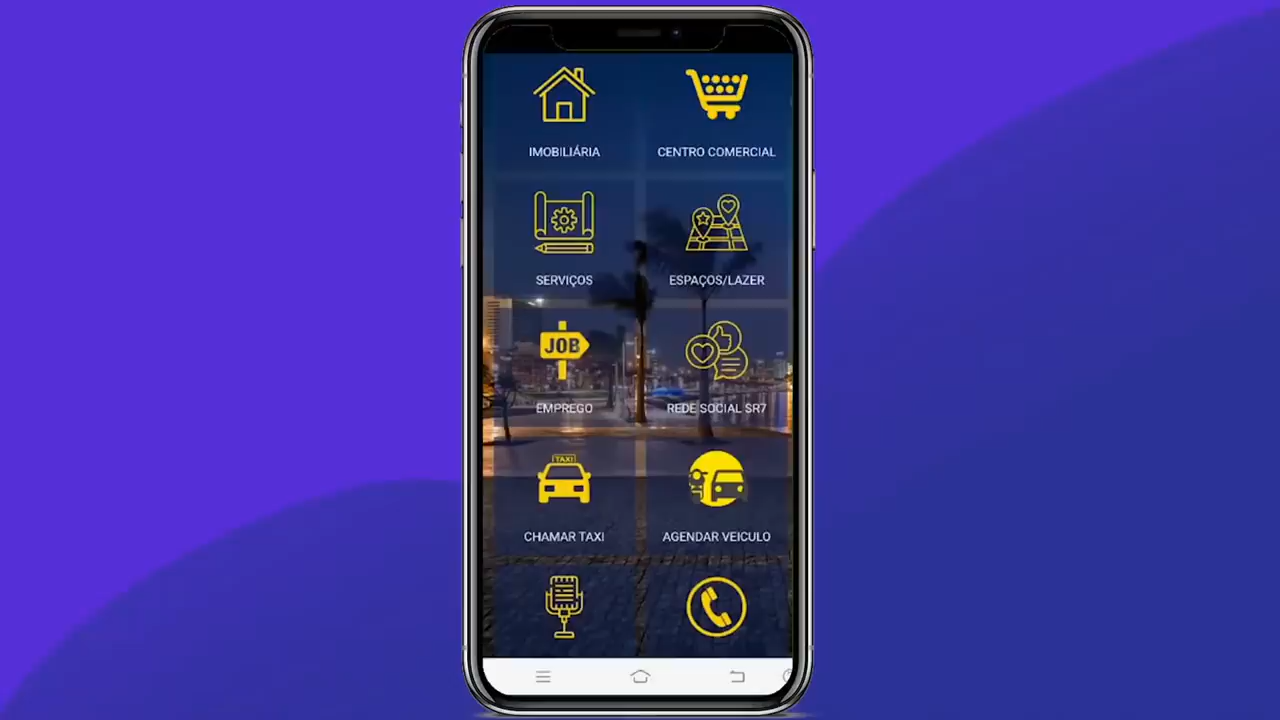 IMOBILIÁRIA
CENTRO COMERCIAL
SERVIÇOS
ESPAÇOS/LAZER
JOB
EMPREGO
REDE SOCIAL SR7
TAXI
CHAMAR TAXI
AGENDAR VEICULO